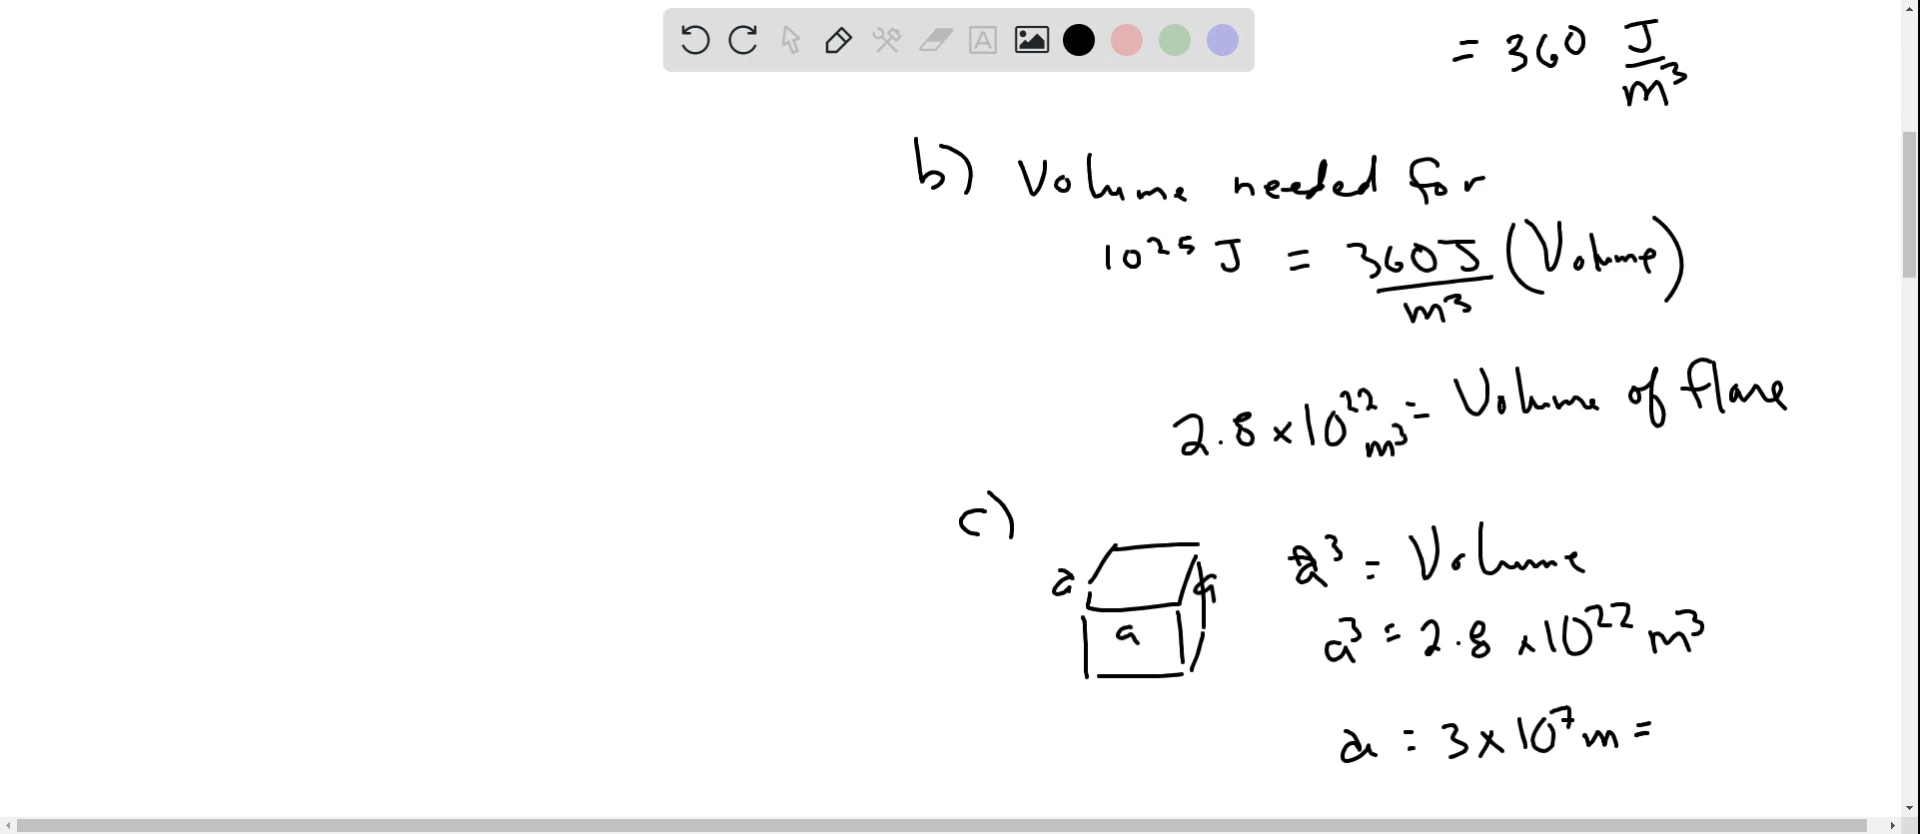 = 360 J/m³
b) Volume needed for
10²⁵ J = 360J/m³ (Volume)
2.8 × 10²² m³ = Volume of flare
c)
a
a
a
a³ = Volume
a³ = 2.8 × 10²² m³
a = 3 × 10⁷ m =